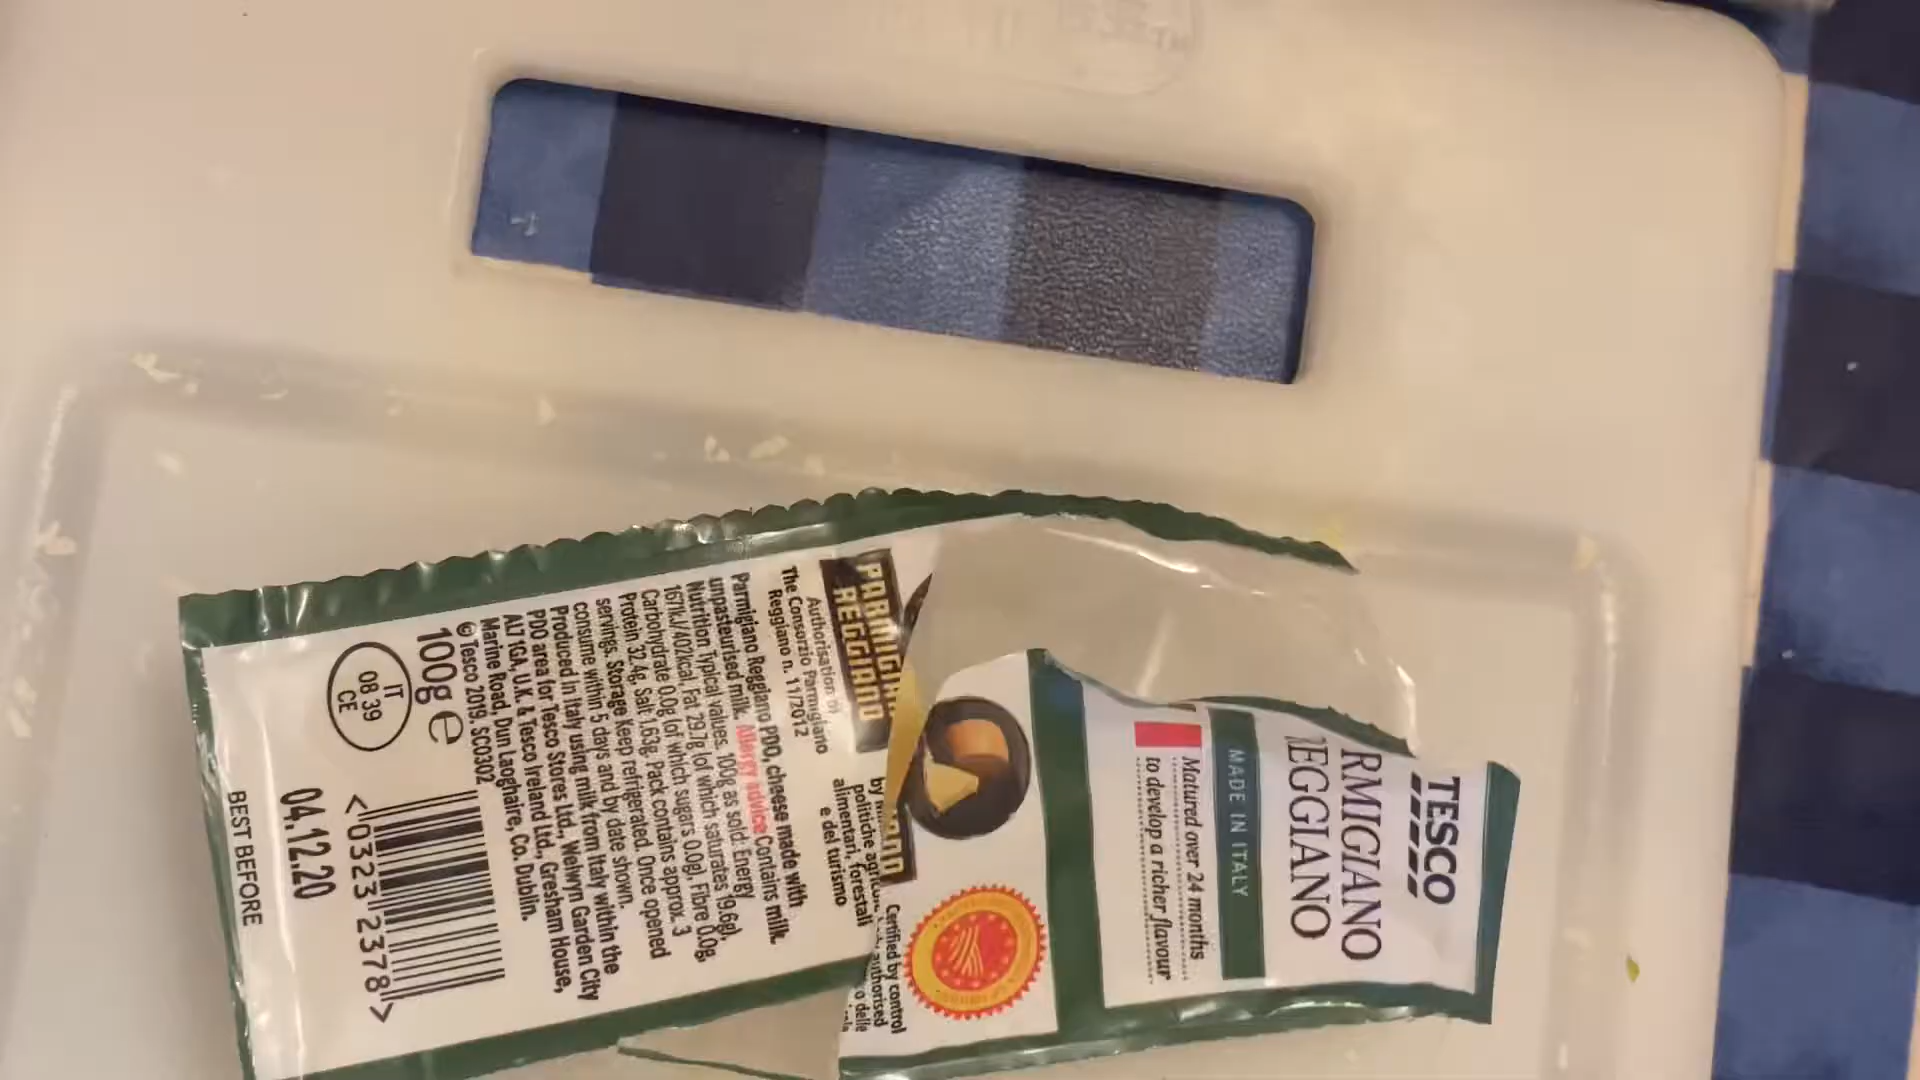 TESCO
RMIGIANO
EGGIANO
MADE IN ITALY
Matured over 24 months
to develop a richer flavour
Certified by control
authorised
by
politiche
alimentari, forestali
e del turismo
PARMIGIANO
REGGIANO
Authorisation of
The Consorzio Parmigiano
Reggiano n. 11/2012
Parmigiano Reggiano PDO, cheese made with
unpasteurised milk. Allergy advice Contains milk.
Nutrition Typical values, 100g as sold: Energy
1671kJ/402kcal, Fat 29.7g (of which saturates 19.6g),
Carbohydrate 0.0g (of which sugars 0.0g), Fibre 0.0g,
Protein 32.4g, Salt 1.63g. Pack contains approx. 3
servings. Storage Keep refrigerated. Once opened
consume within 5 days and by date shown.
Produced in Italy using milk from Italy within the
PDO area for Tesco Stores Ltd., Welwyn Garden City
AL7 1GA, U.K. & Tesco Ireland Ltd., Gresham House,
Marine Road, Dun Laoghaire, Co. Dublin.
© Tesco 2019. SC0302
100g e
IT
08 39
CE
<0323 2378>
04.12.20
BEST BEFORE